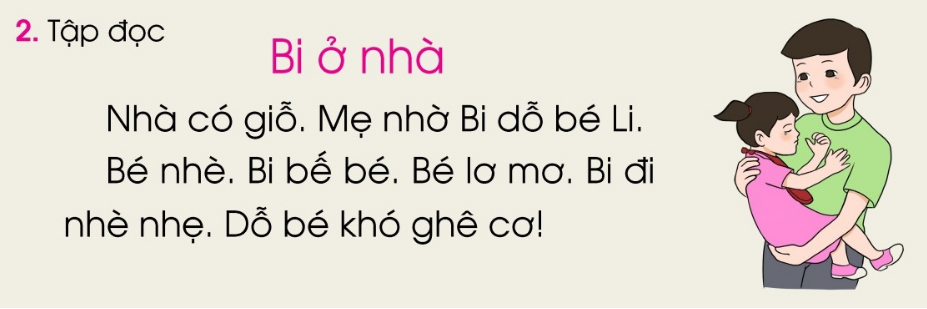 2. Tập đọc
Bi ở nhà
Nhà có giỗ. Mẹ nhờ Bi dỗ bé Li.
Bé nhè. Bi bế bé. Bé lơ mơ. Bi đi
nhè nhẹ. Dỗ bé khó ghê cơ!